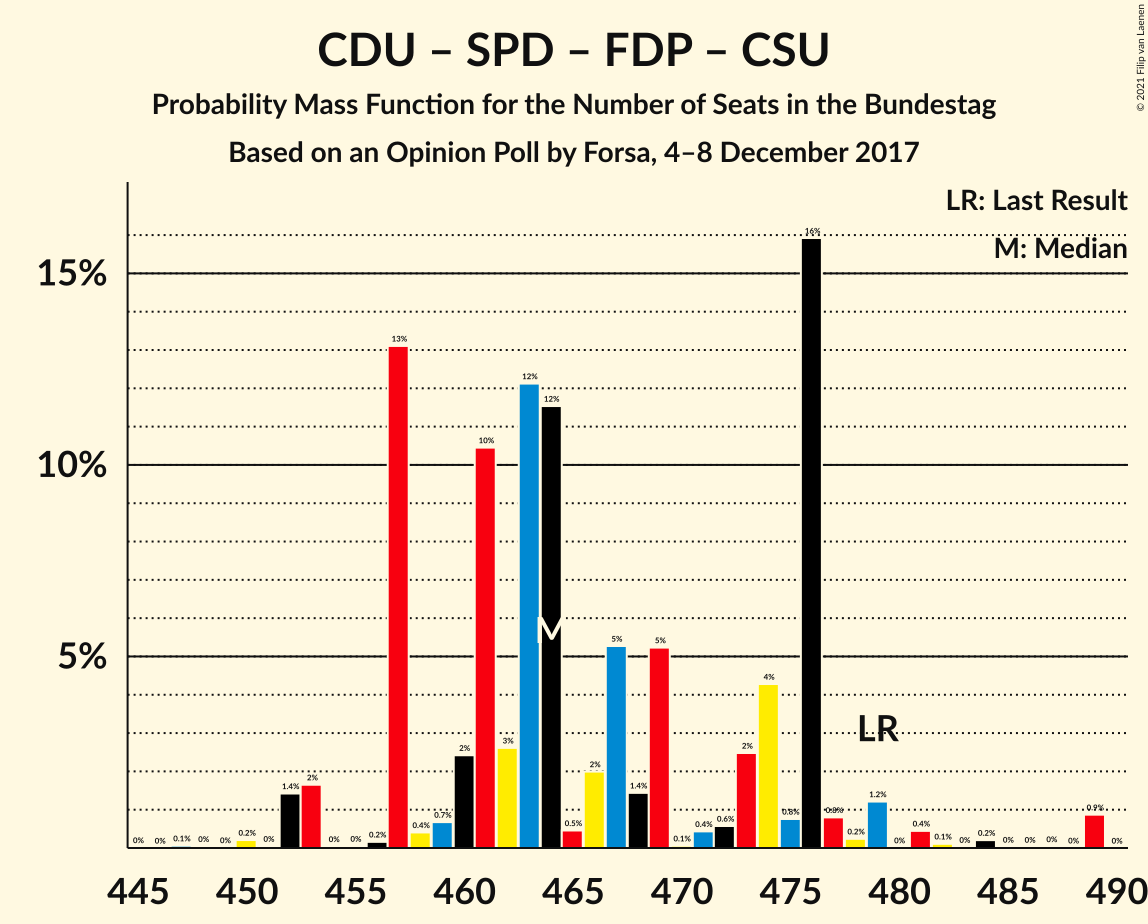 CDU – SPD – FDP – CSU
Probability Mass Function for the Number of Seats in the Bundestag
Based on an Opinion Poll by Forsa, 4–8 December 2017
© 2021 Filip van Laenen
LR: Last Result
M: Median
15%
10%
5%
0% 0% 0.1% 0% 0% 0.2% 0% 1.4% 2% 0% 0% 0.2% 13% 0.4% 0.7% 2% 10% 3% 12% 12% 0.5% 2% 5% 1.4% 5% 0.1% 0.4% 0.6% 2% 4% 0.8% 16% 0.8% 0.2% 1.2% 0% 0.4% 0.1% 0% 0.2% 0% 0% 0% 0% 0.9% 0%
M
LR
445 450 455 460 465 470 475 480 485 490